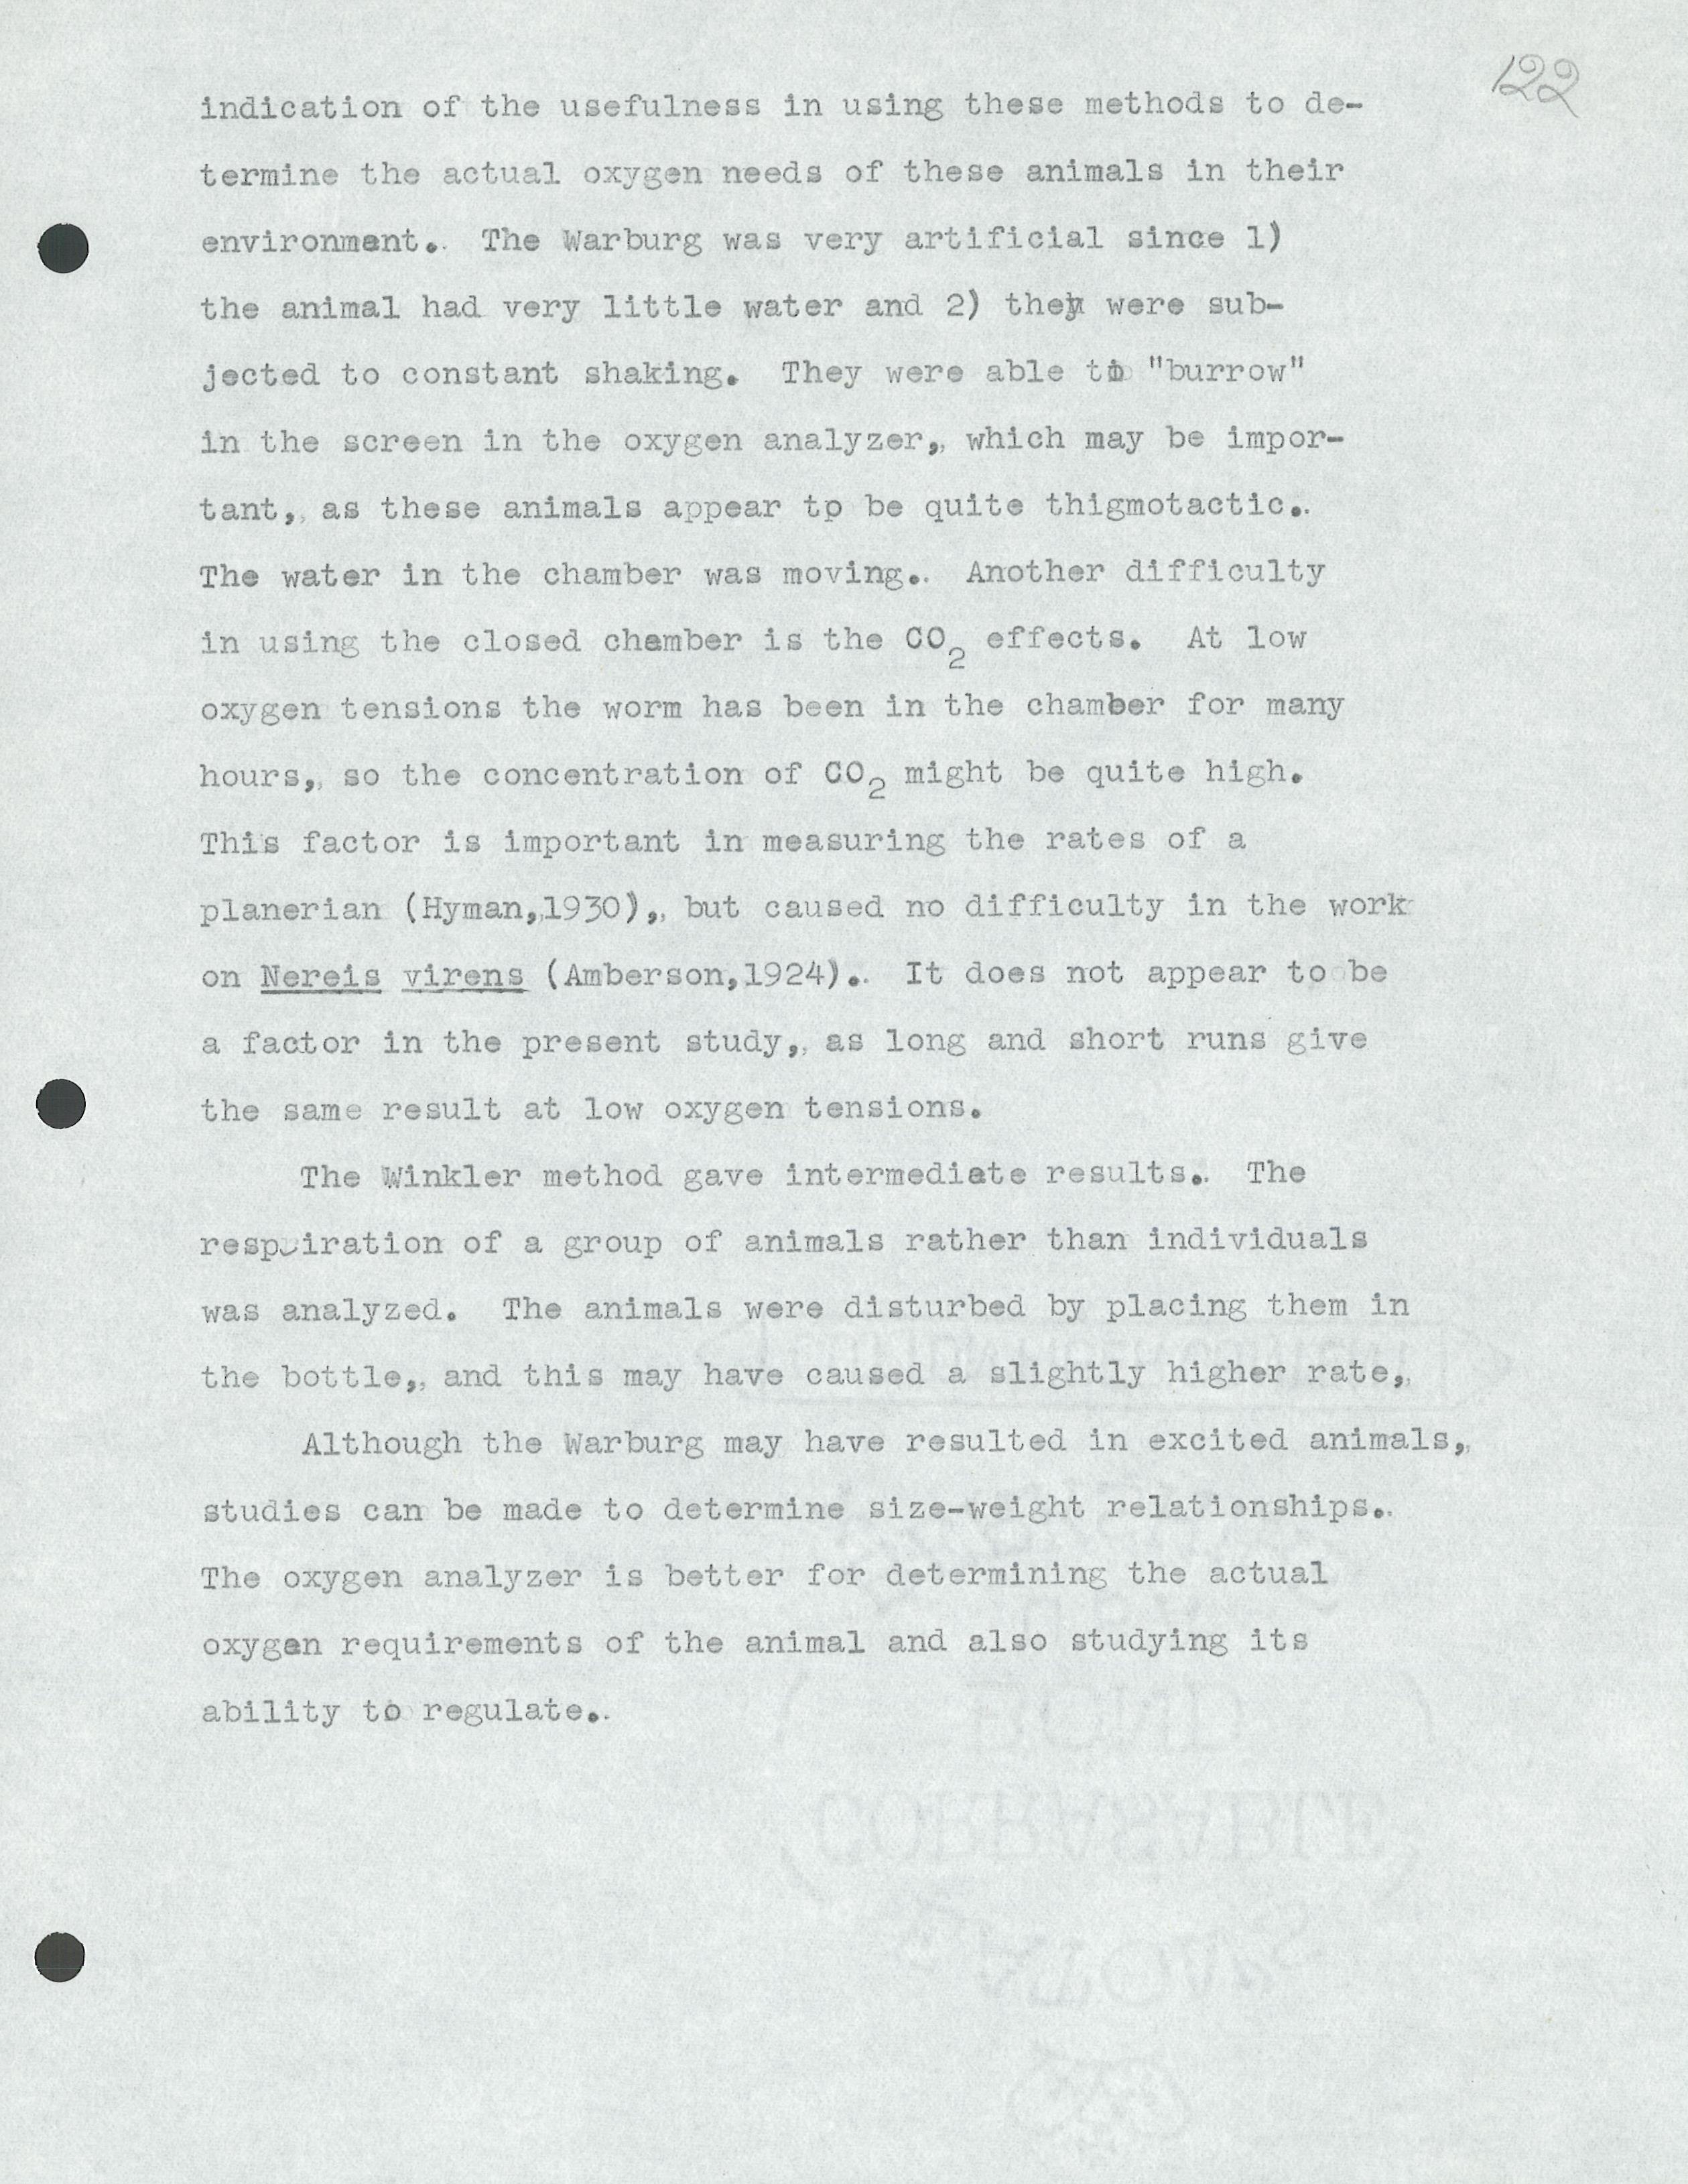 122
indication of the usefulness in using these methods to de-
termine the actual oxygen needs of these animals in their
environment. The Warburg was very artificial since 1)
the animal had very little water and 2) they were sub-
jected to constant shaking. They were able to "burrow"
in the screen in the oxygen analyzer, which may be impor-
tant, as these animals appear tp be quite thigmotactic.
The water in the chamber was moving. Another difficulty
in using the closed chamber is the CO2 effects. At low
oxygen tensions the worm has been in the chamber for many
hours, so the concentration of CO2 might be quite high.
This factor is important in measuring the rates of a
planerian (Hyman,1930), but caused no difficulty in the work
on Nereis virens (Amberson,1924). It does not appear to be
a factor in the present study, as long and short runs give
the same result at low oxygen tensions.
The Winkler method gave intermediate results. The
respiration of a group of animals rather than individuals
was analyzed. The animals were disturbed by placing them in
the bottle, and this may have caused a slightly higher rate,
Although the Warburg may have resulted in excited animals,
studies can be made to determine size-weight relationships.
The oxygen analyzer is better for determining the actual
oxygen requirements of the animal and also studying its
ability to regulate.